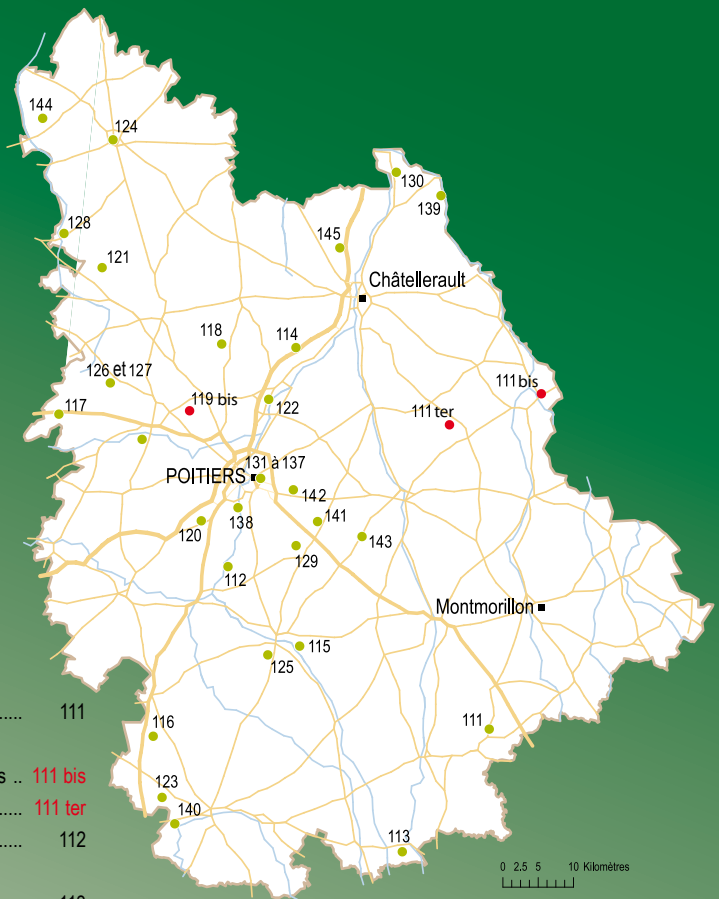 144
124
130
139
128
145
121
Châtellerault
118
114
126 et 127
111 bis
119 bis
122
117
111 ter
131 à 137
POITIERS
142
138
141
120
143
129
112
Montmorillon
115
125
..... 111
116
111
s .. 111 bis
123
..... 111 ter
140
..... 112
113
0 2.5 5 10 Kilomètres